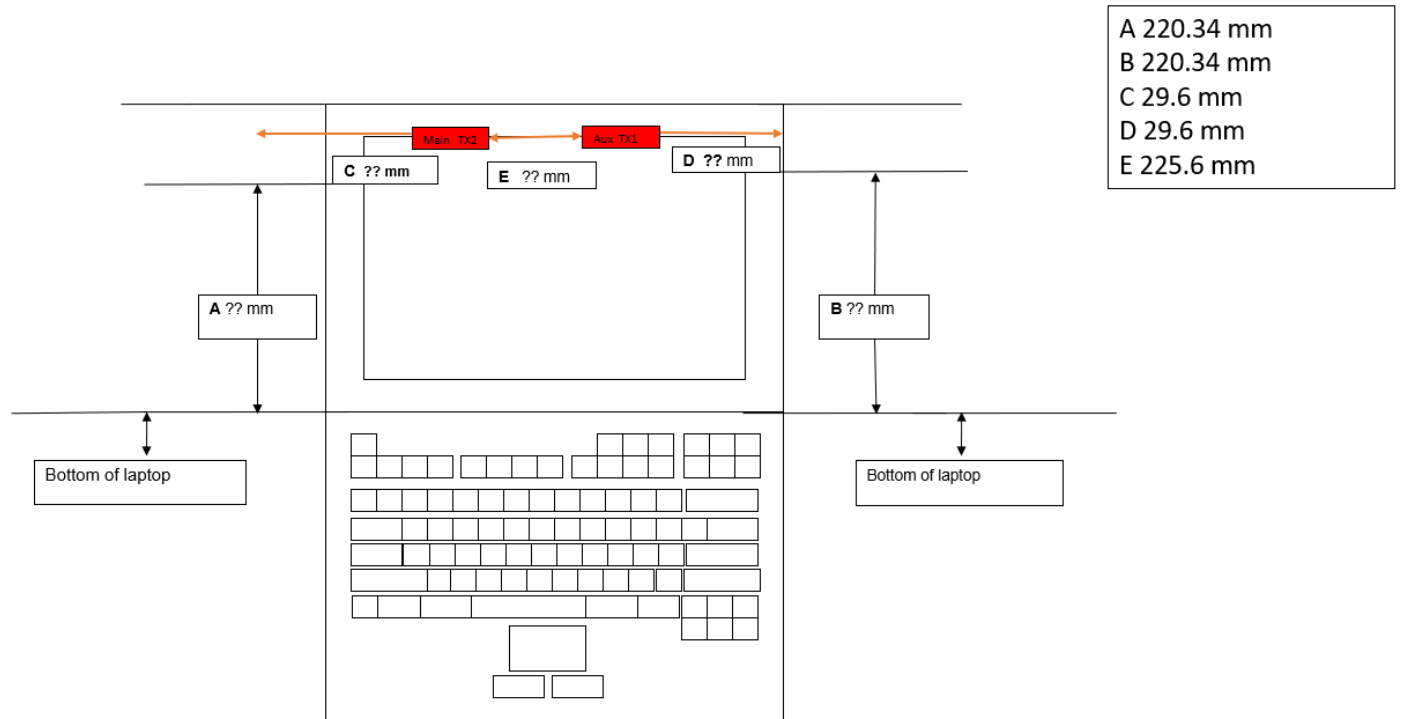 A 220.34 mm
B 220.34 mm
C 29.6 mm
D 29.6 mm
E 225.6 mm
Main TX2
Aux TX1
C ?? mm
E ?? mm
D ?? mm
A ?? mm
B ?? mm
Bottom of laptop
Bottom of laptop